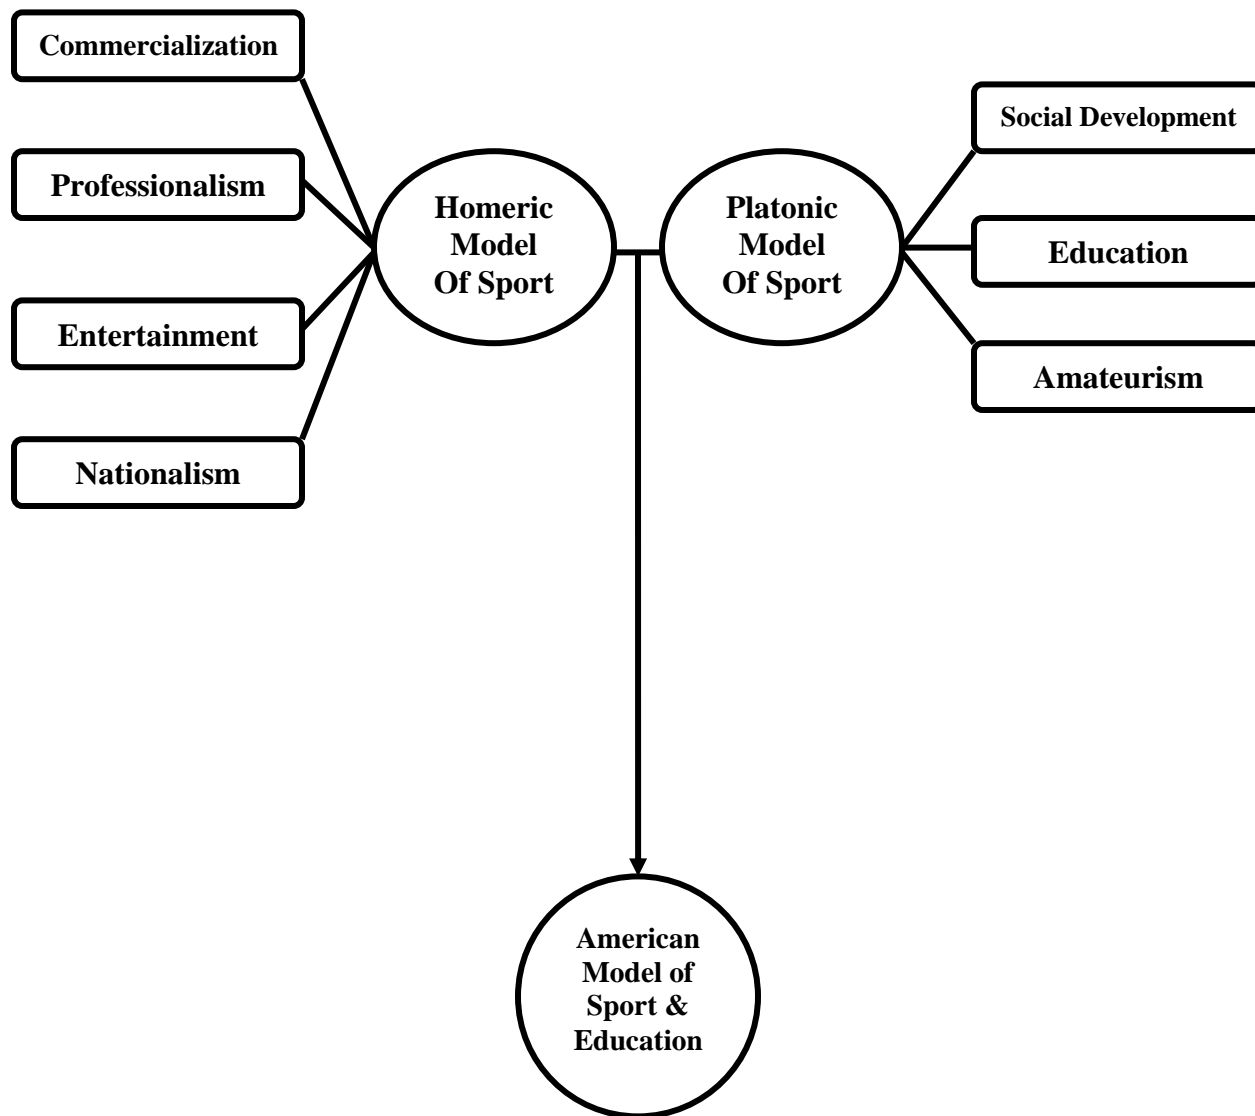 Commercialization
Professionalism
Entertainment
Nationalism
Homeric
Model
Of Sport
Platonic
Model
Of Sport
Social Development
Education
Amateurism
American
Model of
Sport &
Education